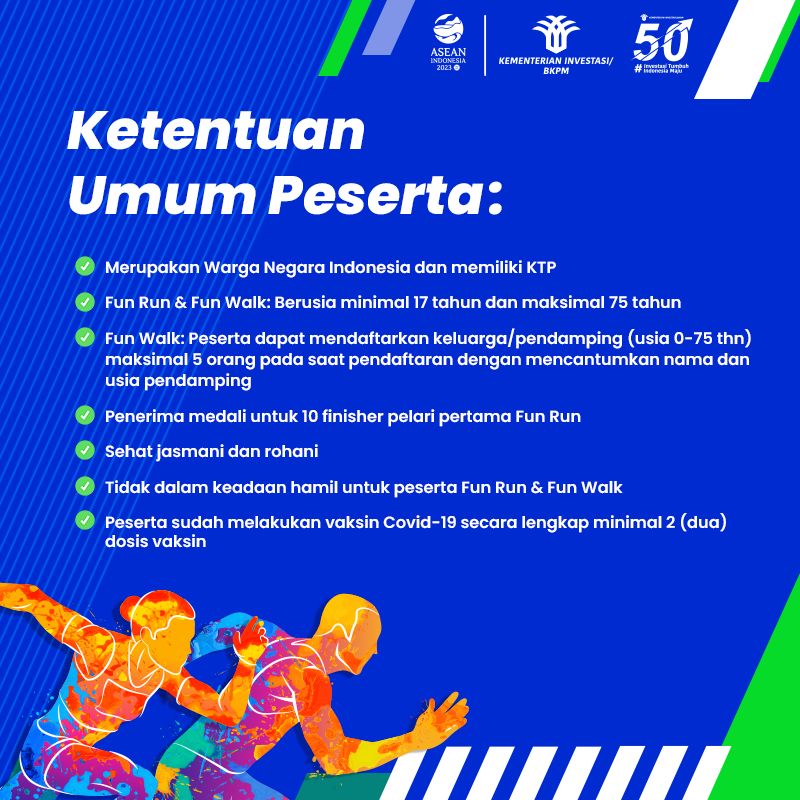 ASEAN
INDONESIA
2023
KEMENTERIAN INVESTASI/
BKPM
50
#Investasi Tumbuh
Indonesia Maju
Ketentuan
Umum Peserta:
Merupakan Warga Negara Indonesia dan memiliki KTP
Fun Run & Fun Walk: Berusia minimal 17 tahun dan maksimal 75 tahun
Fun Walk: Peserta dapat mendaftarkan keluarga/pendamping (usia 0-75 thn)
maksimal 5 orang pada saat pendaftaran dengan mencantumkan nama dan
usia pendamping
Penerima medali untuk 10 finisher pelari pertama Fun Run
Sehat jasmani dan rohani
Tidak dalam keadaan hamil untuk peserta Fun Run & Fun Walk
Peserta sudah melakukan vaksin Covid-19 secara lengkap minimal 2 (dua)
dosis vaksin